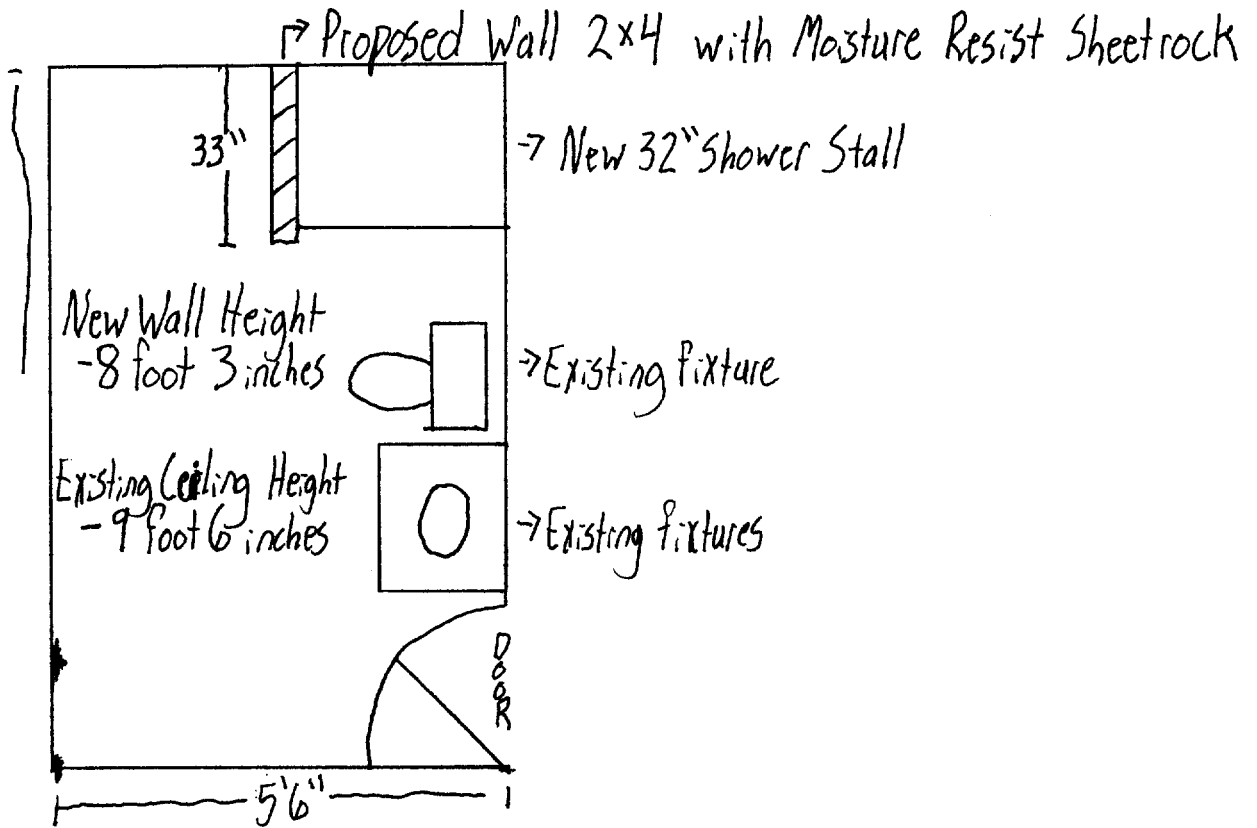 Proposed Wall 2x4 with Moisture Resist Sheetrock
33"
New 32" Shower Stall
New Wall Height
-8 foot 3 inches
Existing fixture
Existing Ceiling Height
-9 foot 6 inches
Existing fixtures
DOOR
5'6"